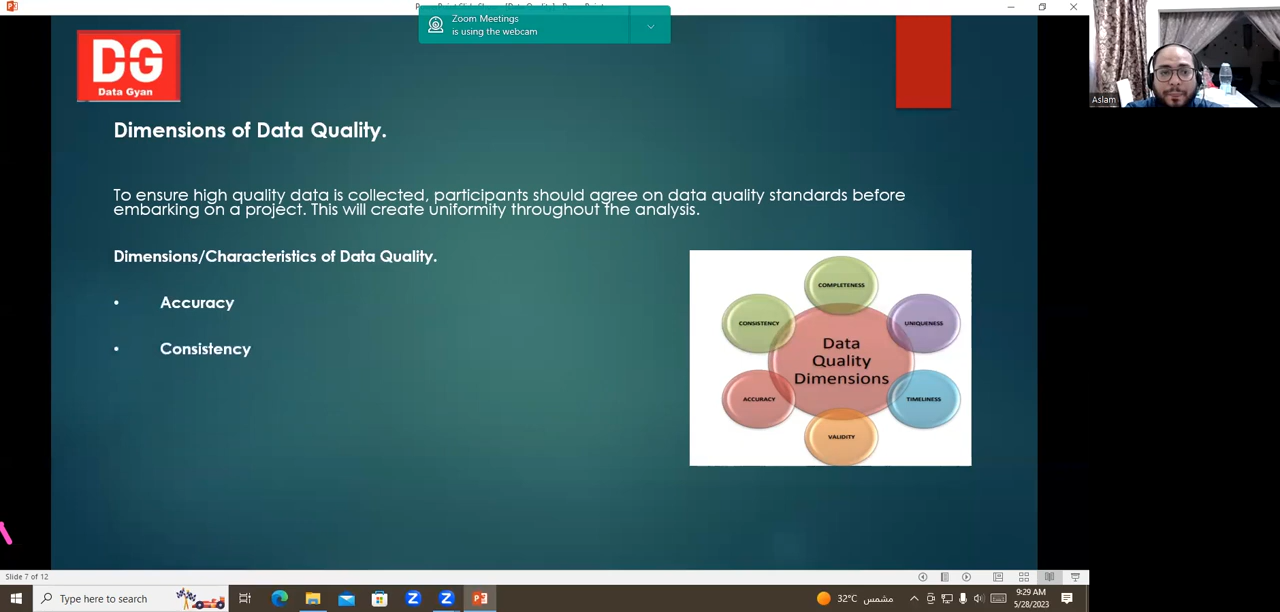 Zoom Meetings
is using the webcam
DG
Data Gyan
Aslam
Dimensions of Data Quality.
To ensure high quality data is collected, participants should agree on data quality standards before
embarking on a project. This will create uniformity throughout the analysis.
Dimensions/Characteristics of Data Quality.
• Accuracy
• Consistency
COMPLETENESS
CONSISTENCY
UNIQUENESS
Data
Quality
Dimensions
ACCURACY
TIMELINESS
VALIDITY
Slide 7 of 12
Type here to search
32°C مشمس
9:29 AM
5/28/2023